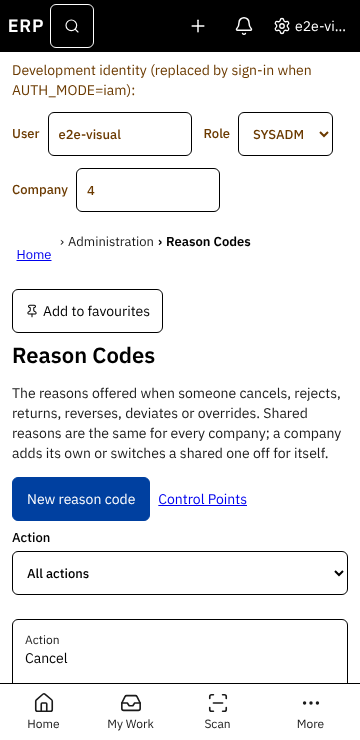 ERP
e2e-vi...
Development identity (replaced by sign-in when
AUTH_MODE=iam):
User
e2e-visual
Role
SYSADM
Company
4
Home › Administration › Reason Codes
Add to favourites
Reason Codes
The reasons offered when someone cancels, rejects,
returns, reverses, deviates or overrides. Shared
reasons are the same for every company; a company
adds its own or switches a shared one off for itself.
New reason code
Control Points
Action
All actions
Action
Cancel
Home
My Work
Scan
More